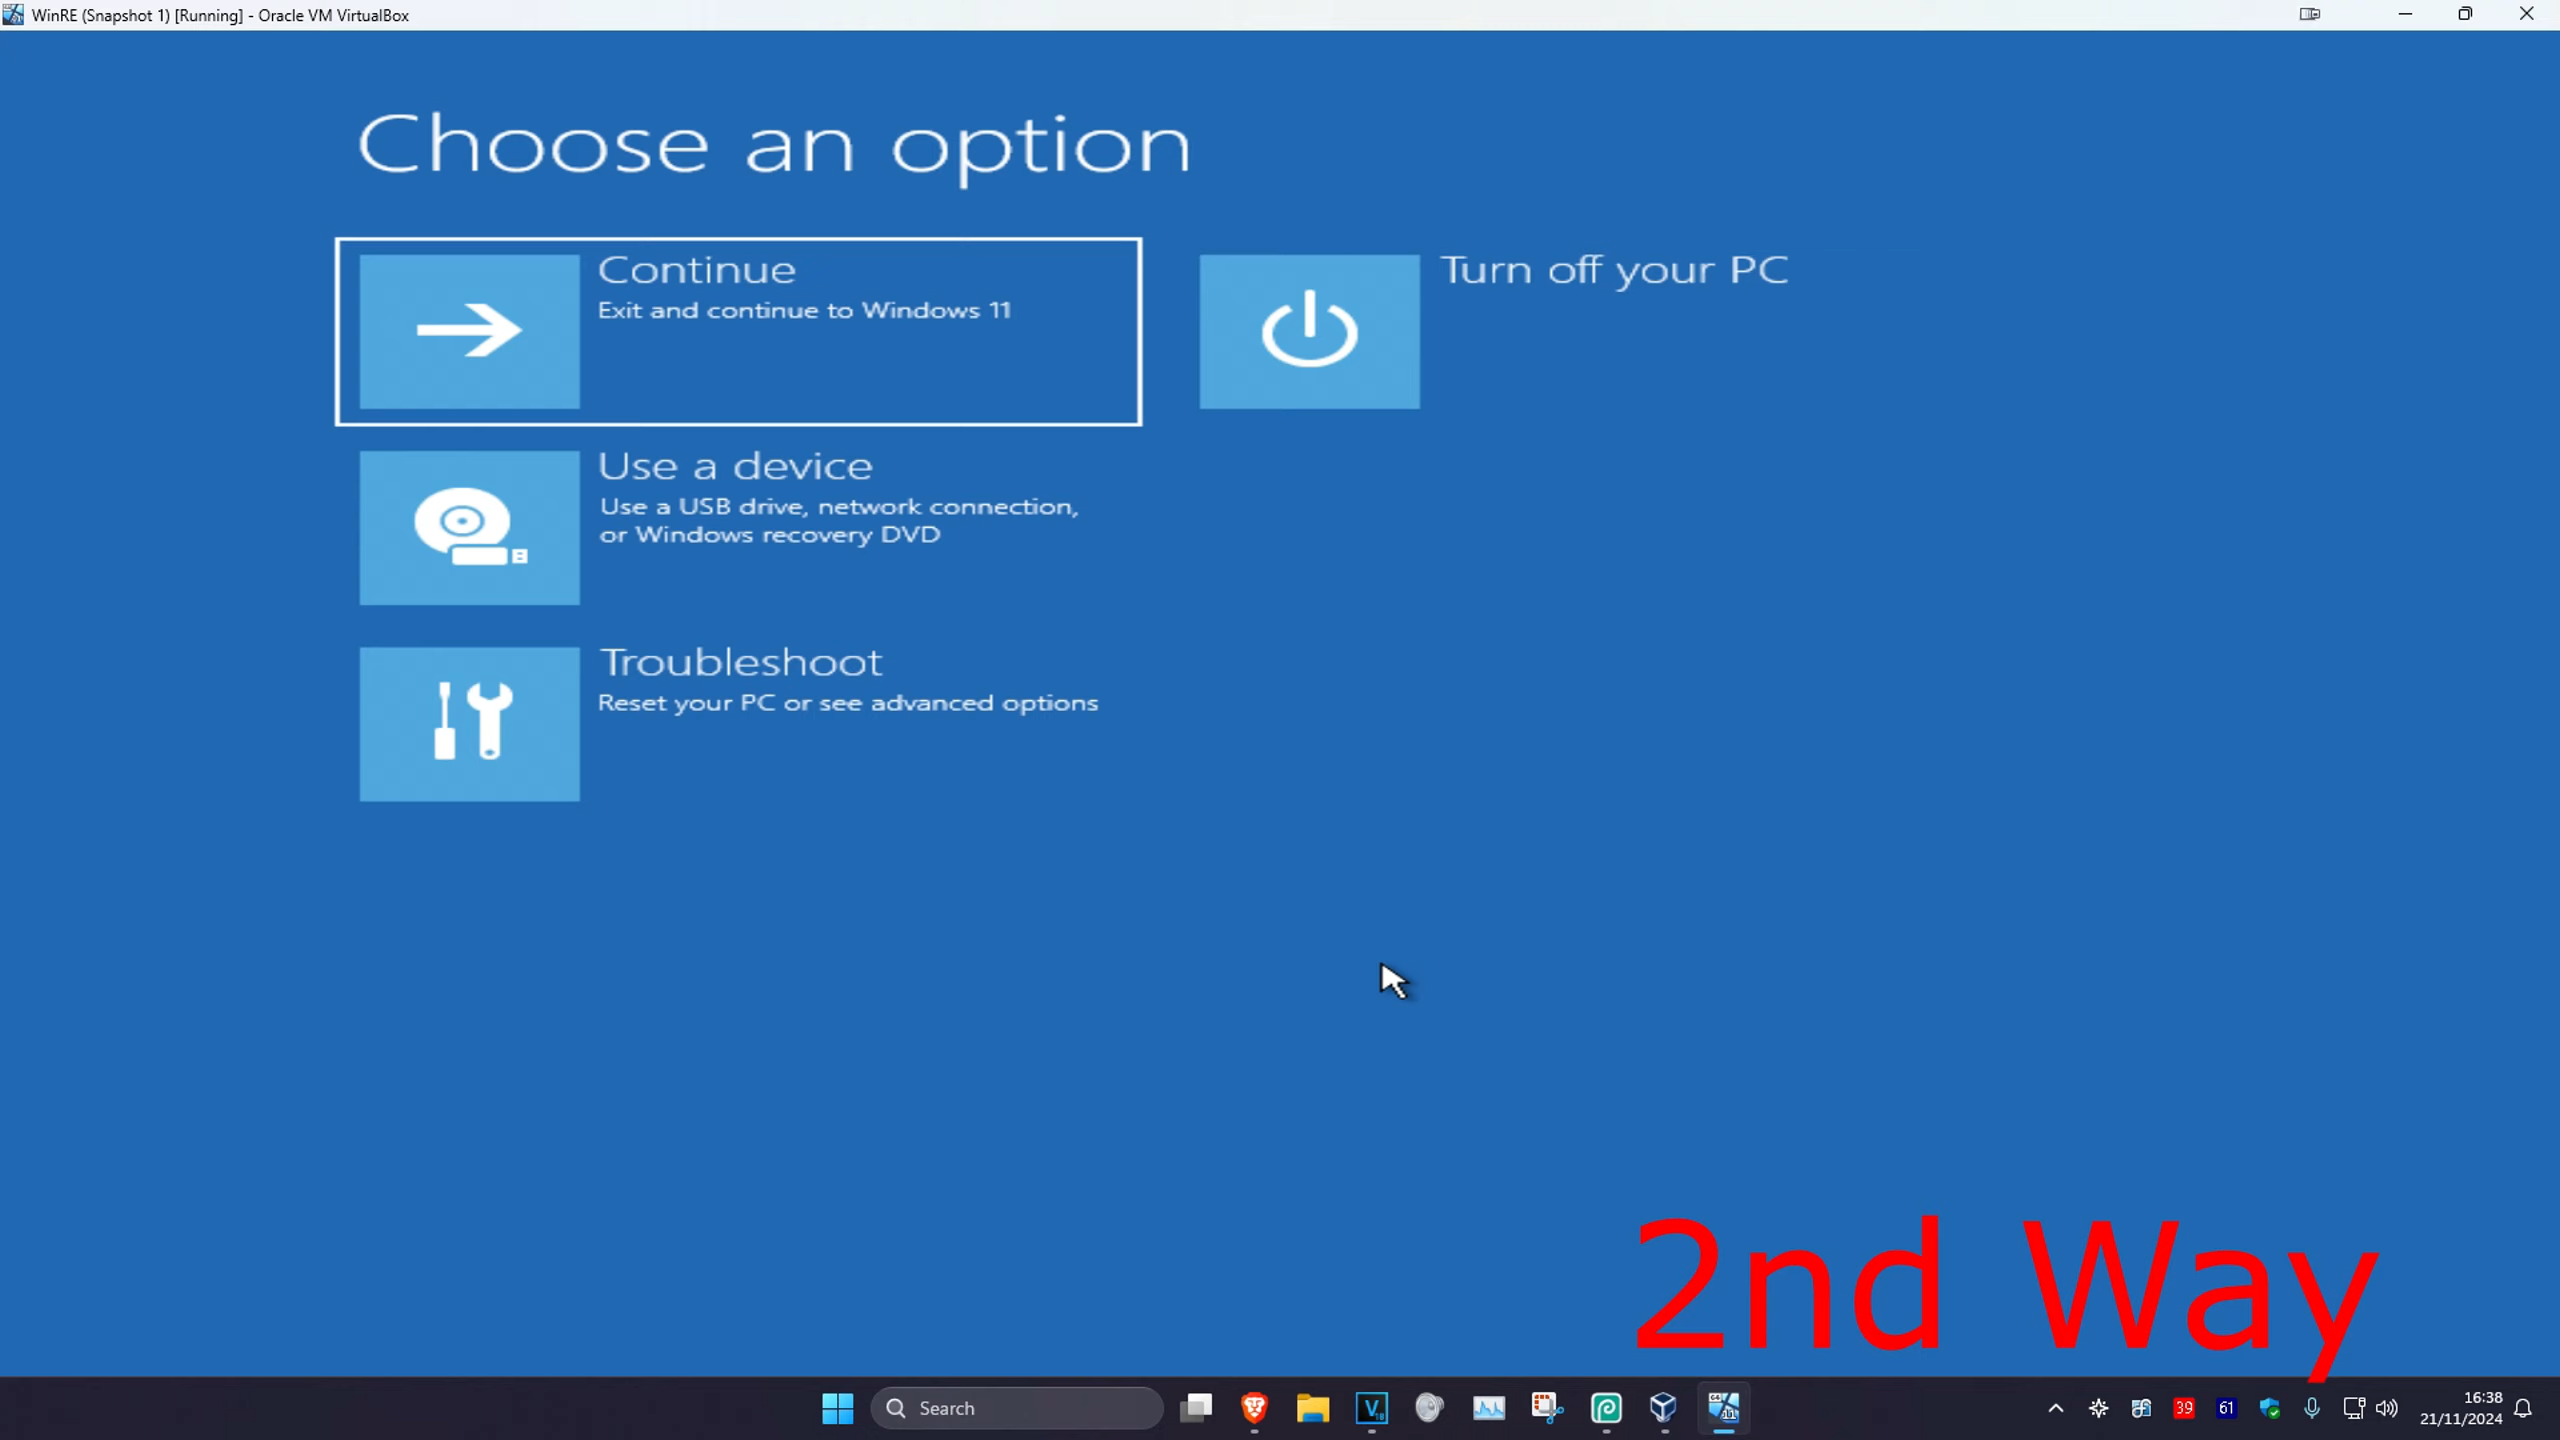 WinRE (Snapshot 1) [Running] - Oracle VM VirtualBox
Choose an option
Continue
Exit and continue to Windows 11
Turn off your PC
Use a device
Use a USB drive, network connection,
or Windows recovery DVD
Troubleshoot
Reset your PC or see advanced options
2nd Way
Search
39
61
16:38
21/11/2024